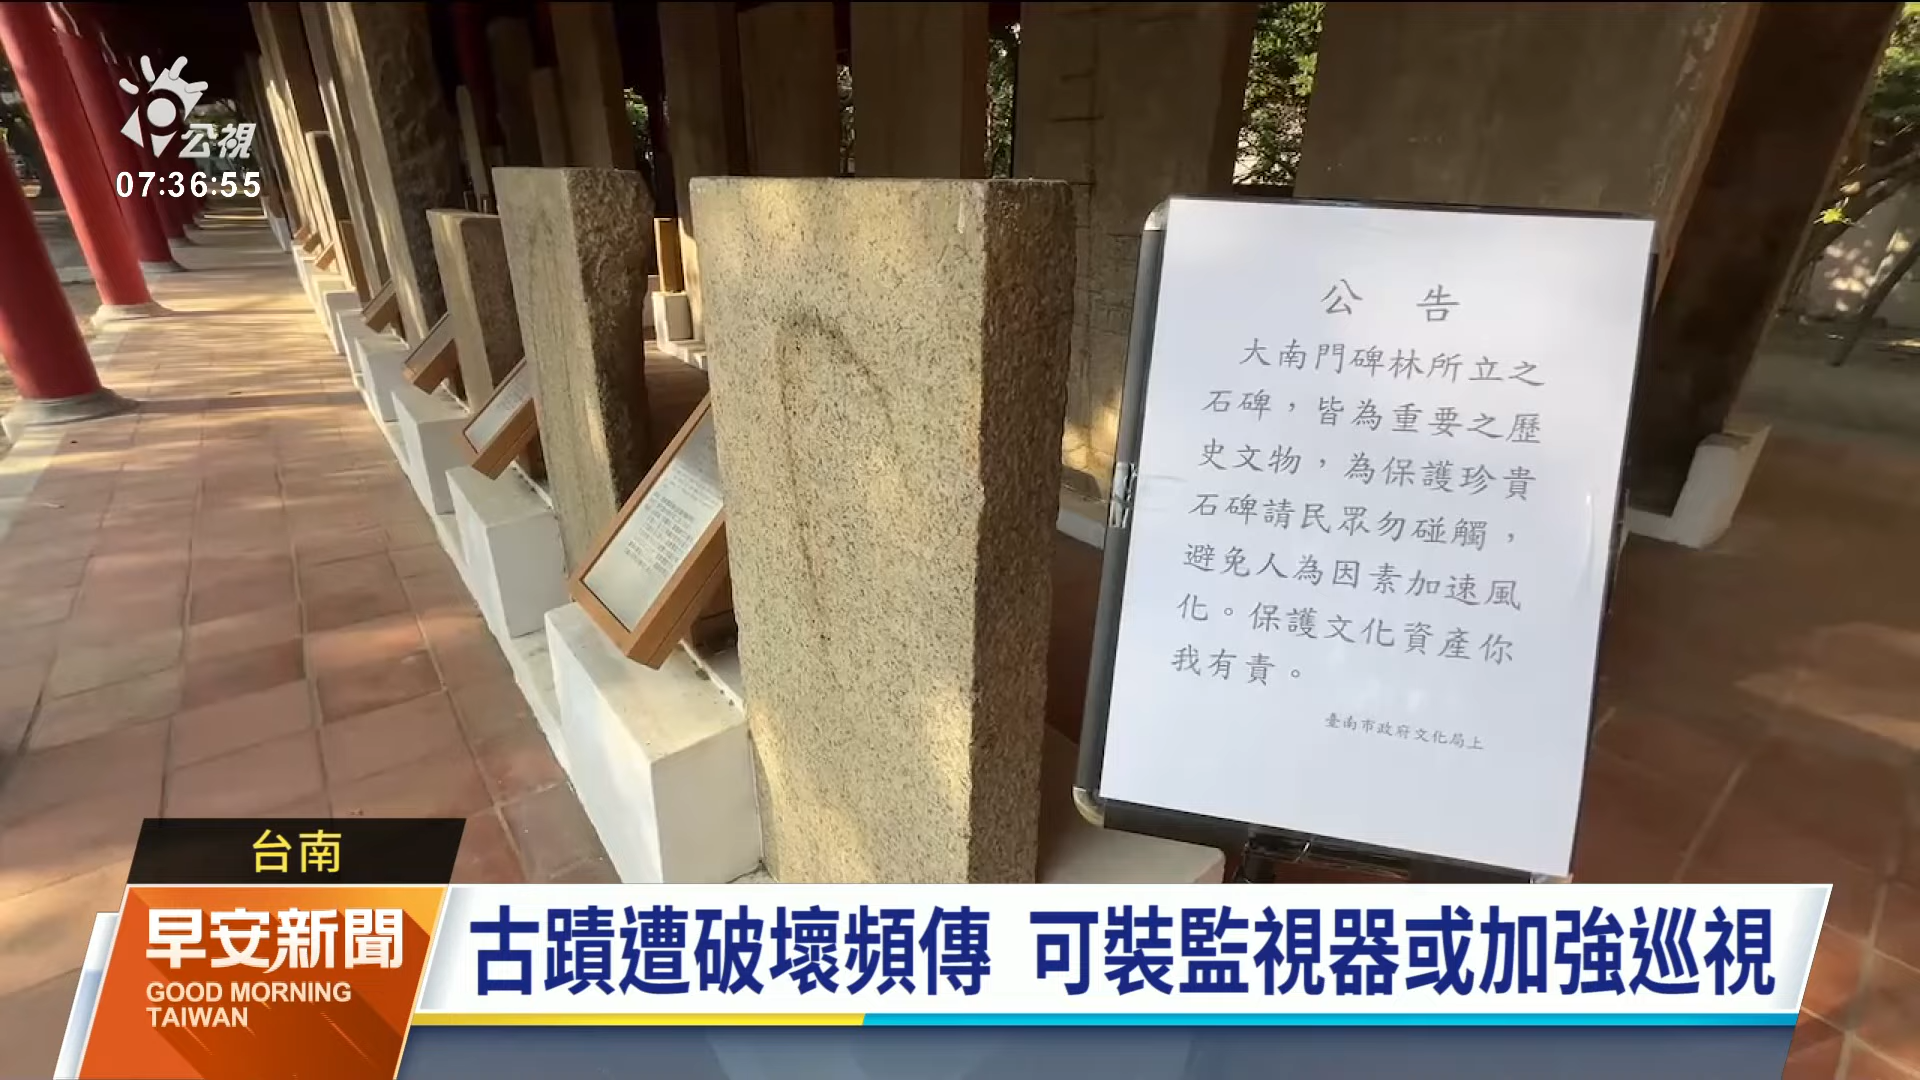 公視
07:36:55
公 告
大南門碑林所立之
石碑，皆為重要之歷
史文物，為保護珍貴
石碑請民眾勿碰觸，
避免人為因素加速風
化。保護文化資產你
我有責。
臺南市政府文化局上
台南
早安新聞
GOOD MORNING
TAIWAN
古蹟遭破壞頻傳 可裝監視器或加強巡視